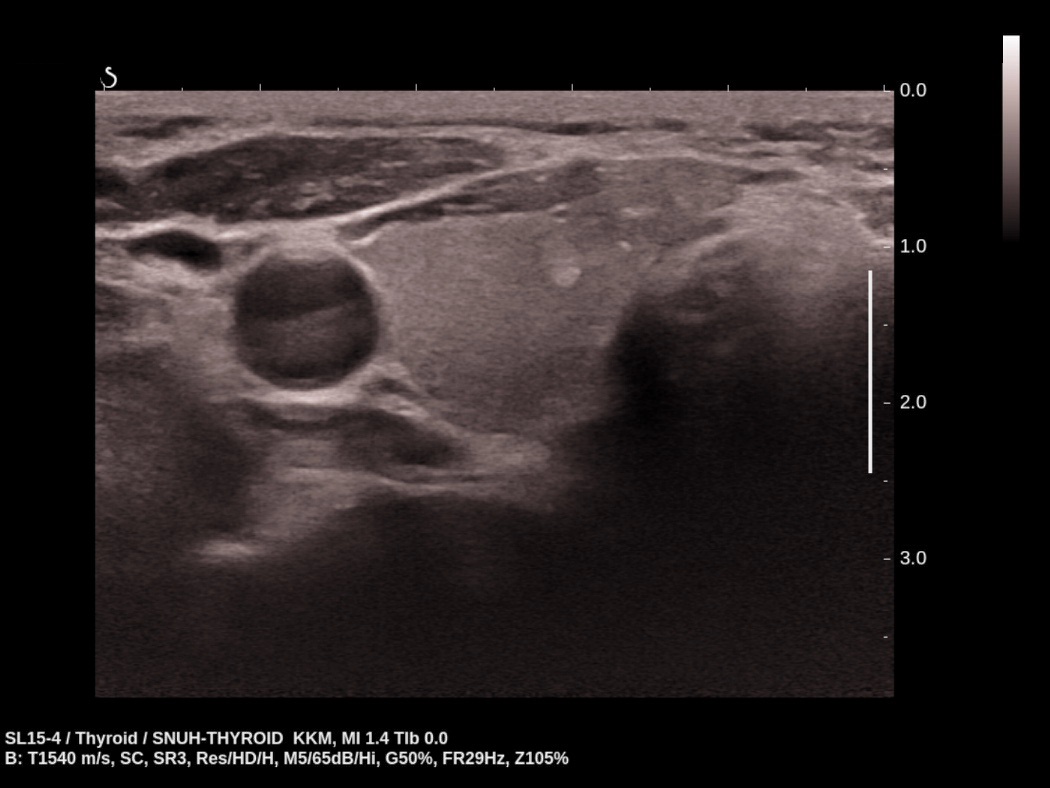 0.0
1.0
2.0
3.0
SL15-4 / Thyroid / SNUH-THYROID KKM, MI 1.4 TIb 0.0
B: T1540 m/s, SC, SR3, Res/HD/H, M5/65dB/Hi, G50%, FR29Hz, Z105%